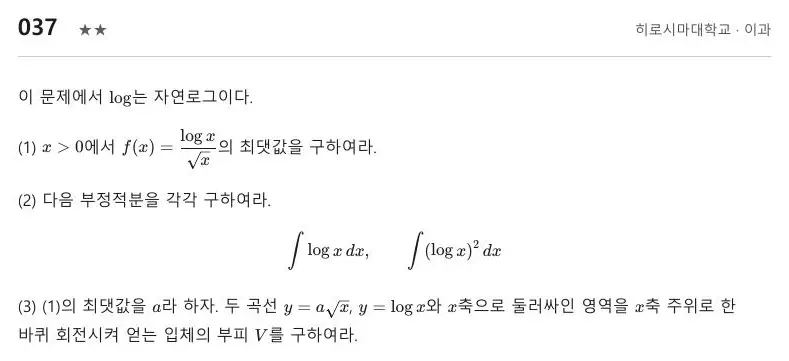 037 ★★ 히로시마대학교 · 이과
이 문제에서 log는 자연로그이다.
(1) x > 0에서 f(x) = \frac{\log x}{\sqrt{x}}의 최댓값을 구하여라.
(2) 다음 부정적분을 각각 구하여라.
∫ log x dx, ∫ (log x)² dx
(3) (1)의 최댓값을 a라 하자. 두 곡선 y = a√x, y = log x와 x축으로 둘러싸인 영역을 x축 주위로 한
바퀴 회전시켜 얻는 입체의 부피 V를 구하여라.